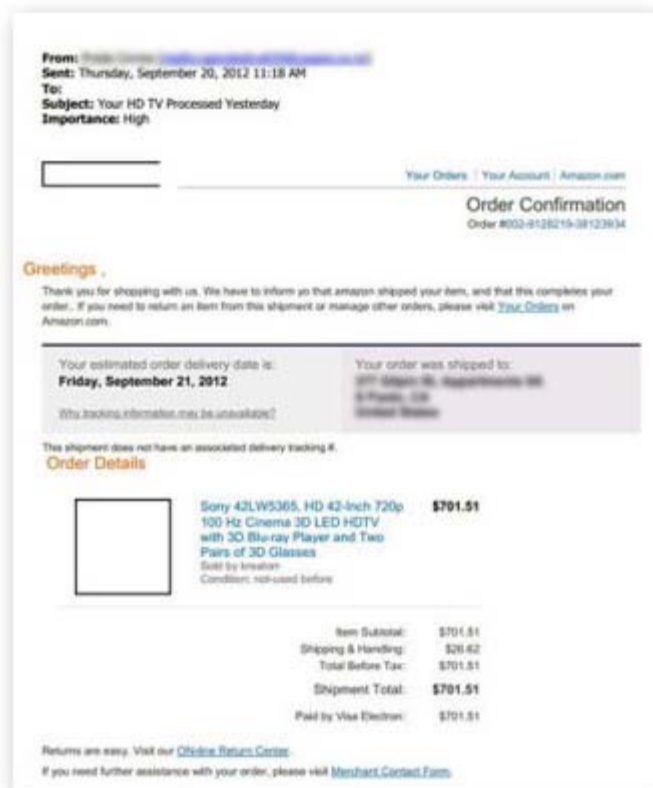 From:
Sent: Thursday, September 20, 2012 11:18 AM
To:
Subject: Your HD TV Processed Yesterday
Importance: High
Your Orders | Your Account | Amazon.com
Order Confirmation
Order #002-9128219-38123934
Greetings ,
Thank you for shopping with us. We have to inform yo that amazon shipped your item, and that this completes your
order.. If you need to return an item from this shipment or manage other orders, please visit Your Orders on
Amazon.com.
Your estimated order delivery date is:
Friday, September 21, 2012
Why tracking information may be unavailable?
Your order was shipped to:
United States
This shipment does not have an associated delivery tracking #.
Order Details
Sony 42LW5365, HD 42-Inch 720p $701.51
100 Hz Cinema 3D LED HDTV
with 3D Blu-ray Player and Two
Pairs of 3D Glasses
Sold by
Condition: not-used before
Item Subtotal: $701.51
Shipping & Handling: $26.62
Total Before Tax: $701.51
Shipment Total: $701.51
Paid by Visa Electron: $701.51
Returns are easy. Visit our ON-line Return Center.
If you need further assistance with your order, please visit Merchant Contact Form.